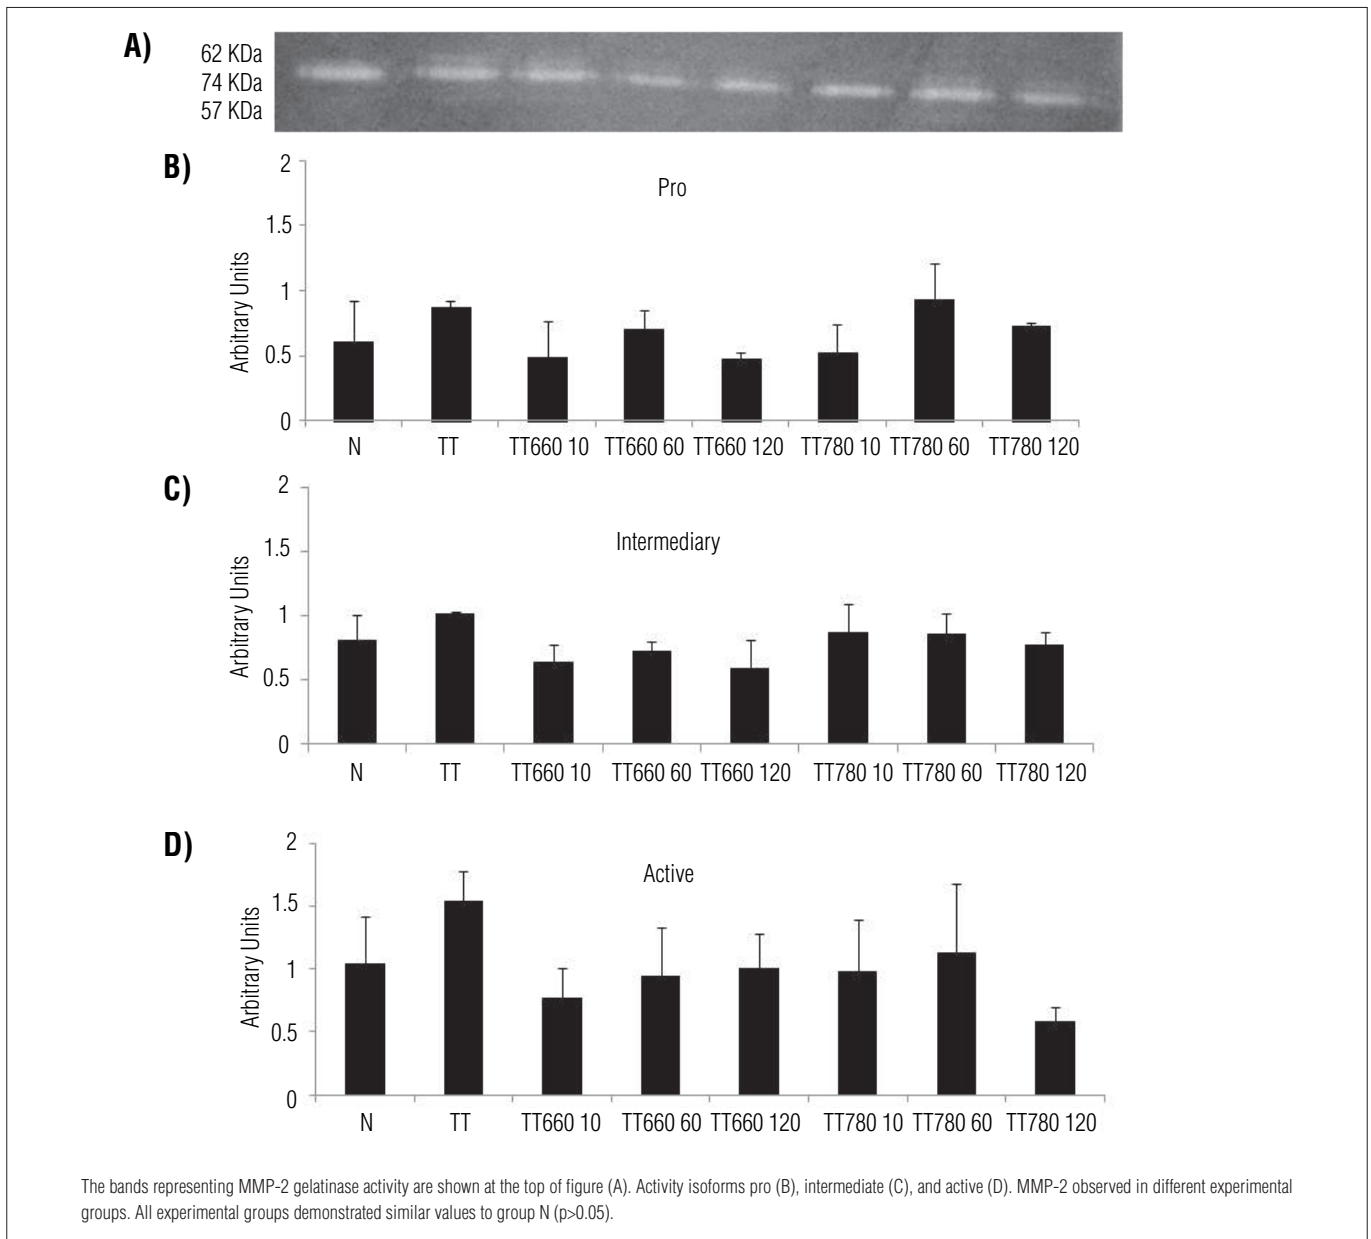 A)
62 KDa
74 KDa
57 KDa
B)
Pro
2
1.5
1
0.5
0
Arbitrary Units
N TT TT660 10 TT660 60 TT660 120 TT780 10 TT780 60 TT780 120
C)
Intermediary
2
1.5
1
0.5
0
Arbitrary Units
N TT TT660 10 TT660 60 TT660 120 TT780 10 TT780 60 TT780 120
D)
Active
2
1.5
1
0.5
0
Arbitrary Units
N TT TT660 10 TT660 60 TT660 120 TT780 10 TT780 60 TT780 120
The bands representing MMP-2 gelatinase activity are shown at the top of figure (A). Activity isoforms pro (B), intermediate (C), and active (D). MMP-2 observed in different experimental
groups. All experimental groups demonstrated similar values to group N (p>0.05).